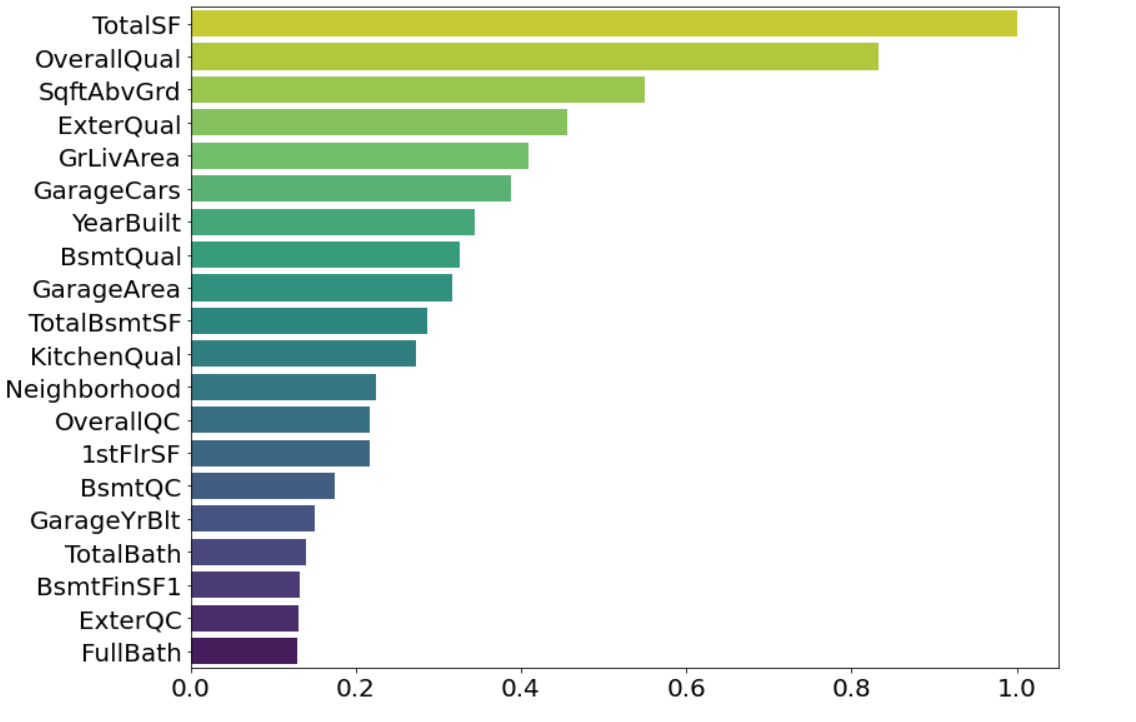 TotalSF
OverallQual
SqftAbvGrd
ExterQual
GrLivArea
GarageCars
YearBuilt
BsmtQual
GarageArea
TotalBsmtSF
KitchenQual
Neighborhood
OverallQC
1stFlrSF
BsmtQC
GarageYrBlt
TotalBath
BsmtFinSF1
ExterQC
FullBath
0.0 0.2 0.4 0.6 0.8 1.0